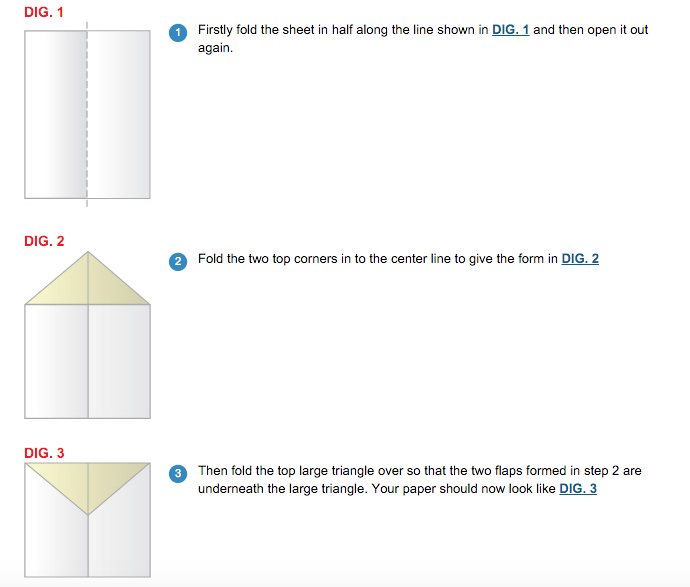 DIG. 1
1 Firstly fold the sheet in half along the line shown in DIG. 1 and then open it out
again.
DIG. 2
2 Fold the two top corners in to the center line to give the form in DIG. 2
DIG. 3
3 Then fold the top large triangle over so that the two flaps formed in step 2 are
underneath the large triangle. Your paper should now look like DIG. 3